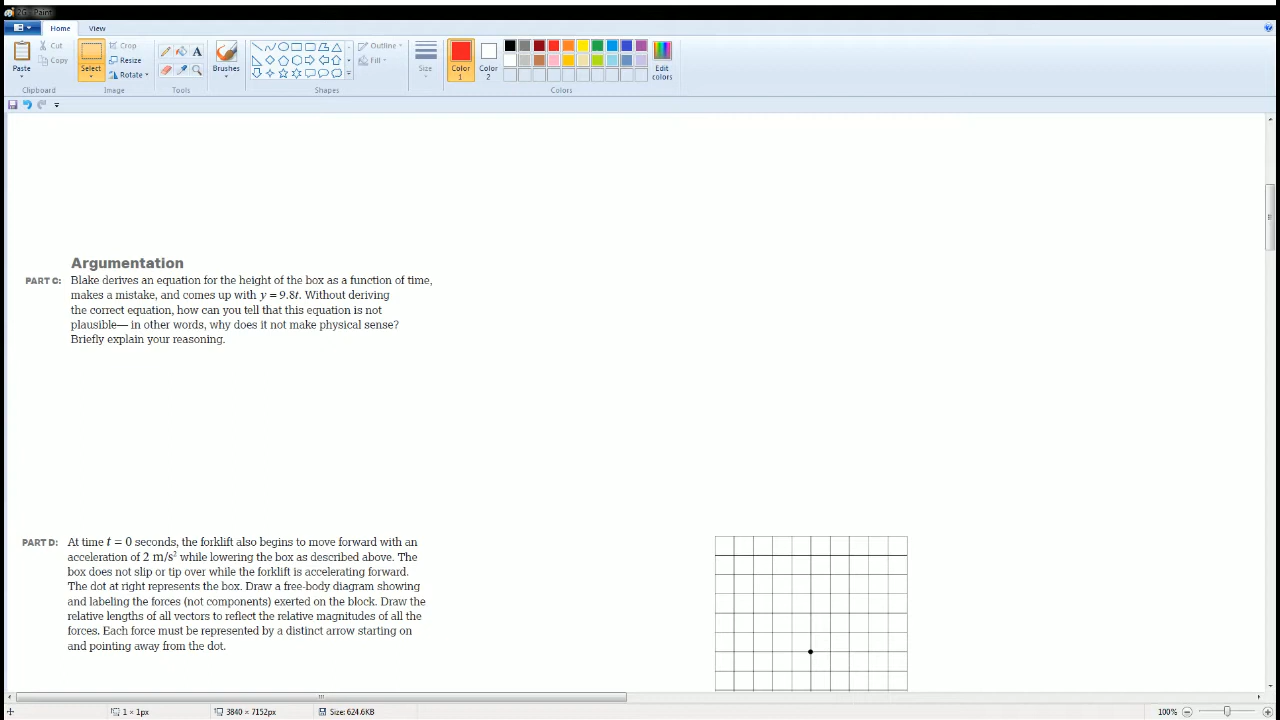 2G - Paint
Home
View
Paste
Cut
Copy
Clipboard
Select
Crop
Resize
Rotate
Image
Tools
Brushes
Shapes
Outline
Fill
Size
Color
1
Color
2
Edit
colors
Colors
Argumentation
PART C: Blake derives an equation for the height of the box as a function of time,
makes a mistake, and comes up with y = 9.8t. Without deriving
the correct equation, how can you tell that this equation is not
plausible— in other words, why does it not make physical sense?
Briefly explain your reasoning.
PART D: At time t = 0 seconds, the forklift also begins to move forward with an
acceleration of 2 m/s² while lowering the box as described above. The
box does not slip or tip over while the forklift is accelerating forward.
The dot at right represents the box. Draw a free-body diagram showing
and labeling the forces (not components) exerted on the block. Draw the
relative lengths of all vectors to reflect the relative magnitudes of all the
forces. Each force must be represented by a distinct arrow starting on
and pointing away from the dot.
1 × 1px
3840 × 7152px
Size: 624.6KB
100%